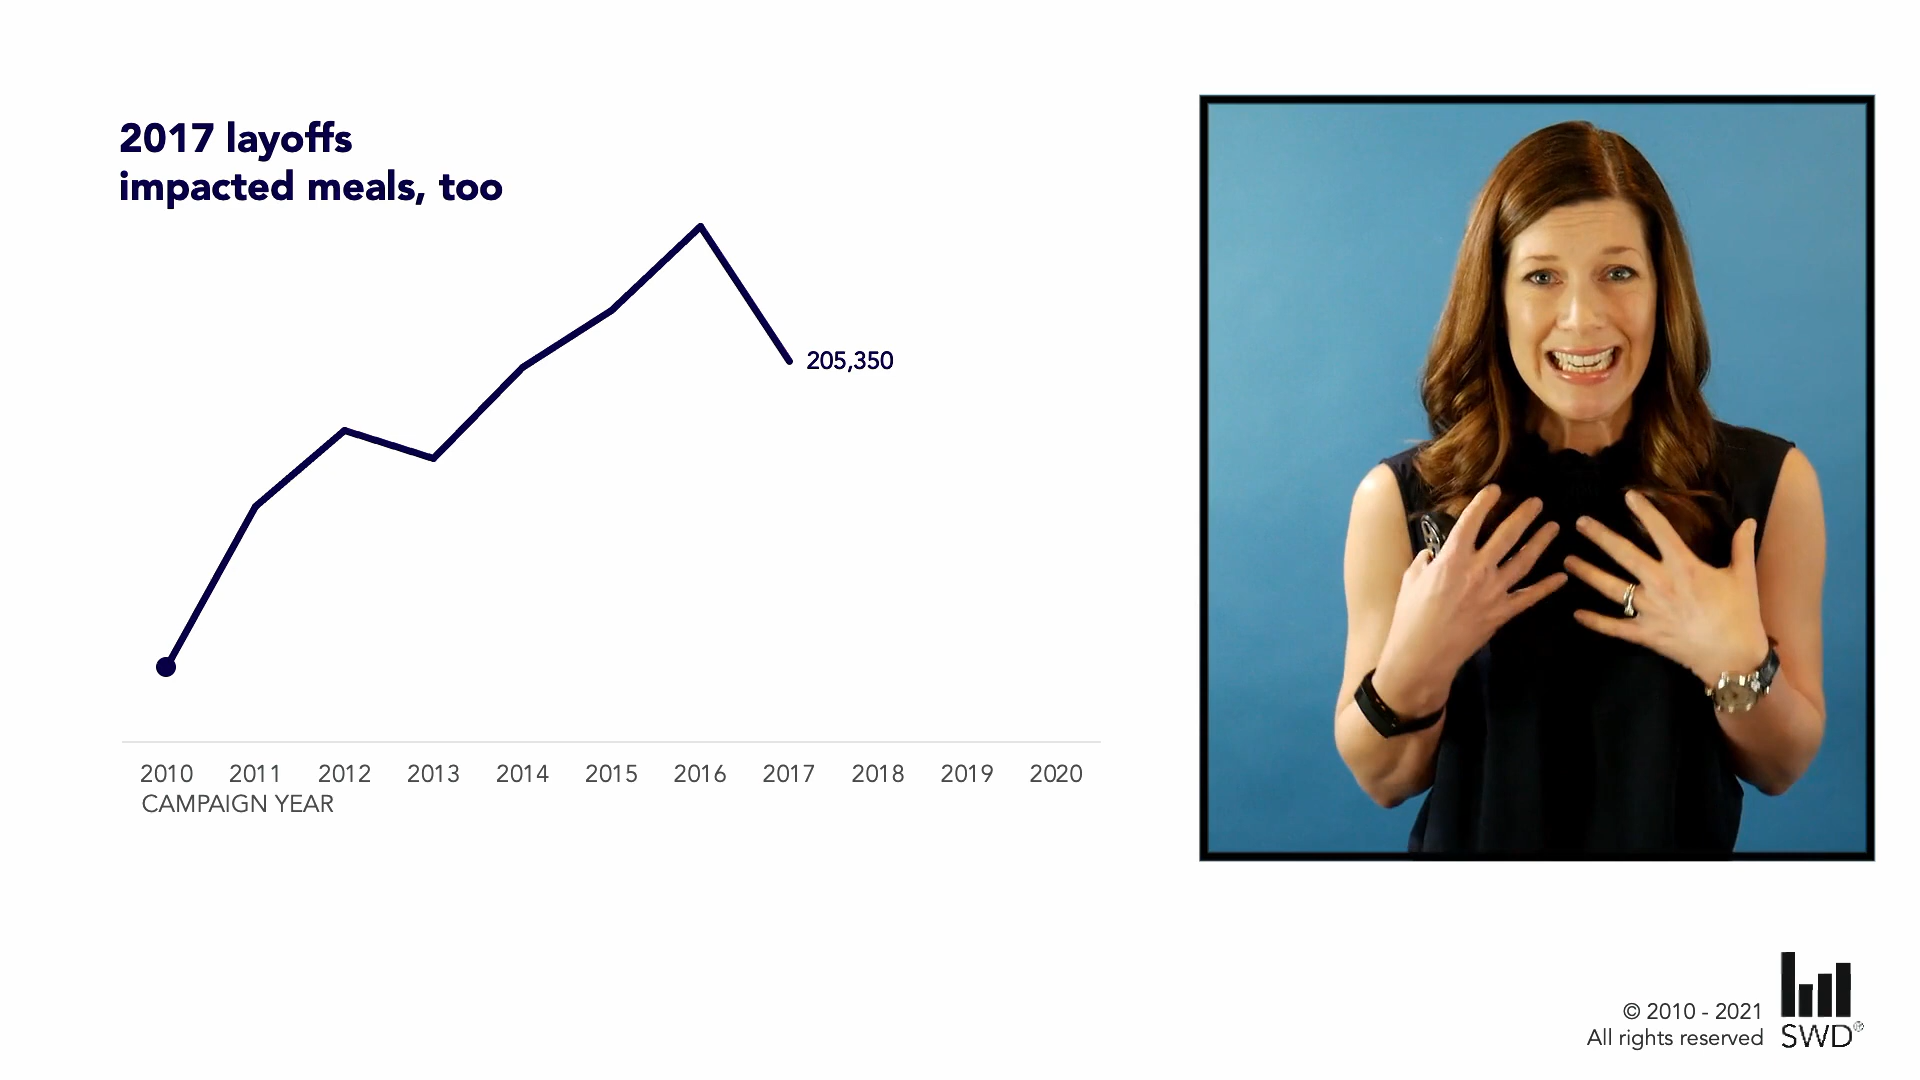 2017 layoffs
impacted meals, too
205,350
2010 2011 2012 2013 2014 2015 2016 2017 2018 2019 2020
CAMPAIGN YEAR
© 2010 - 2021
All rights reserved
SWD®